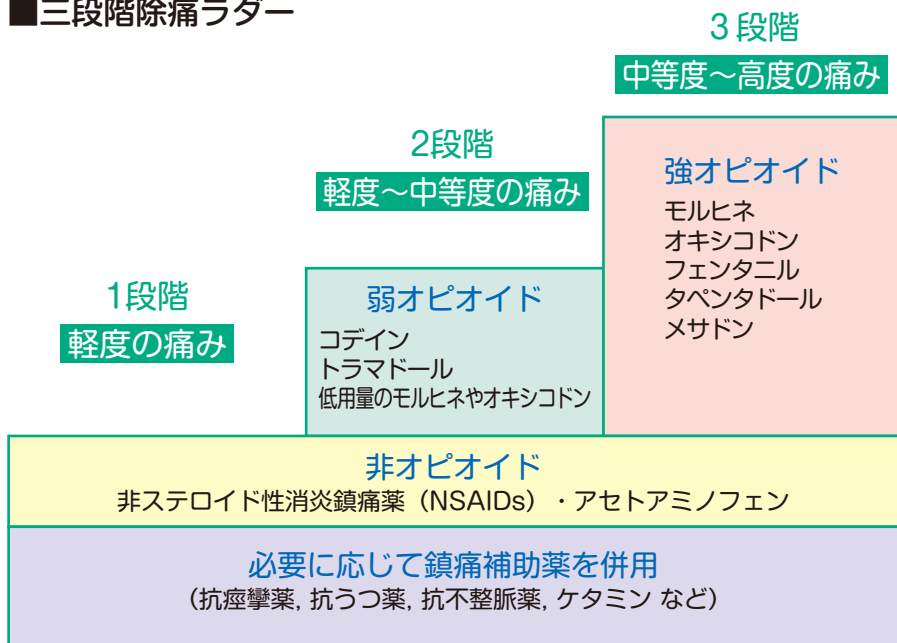 ■三段階除痛ラダー
3段階
中等度～高度の痛み
2段階
軽度～中等度の痛み
1段階
軽度の痛み
強オピオイド
モルヒネ
オキシコドン
フェンタニル
タペンタドール
メサドン
弱オピオイド
コデイン
トラマドール
低用量のモルヒネやオキシコドン
非オピオイド
非ステロイド性消炎鎮痛薬（NSAIDs）・アセトアミノフェン
必要に応じて鎮痛補助薬を併用
（抗痙攣薬, 抗うつ薬, 抗不整脈薬, ケタミン など）